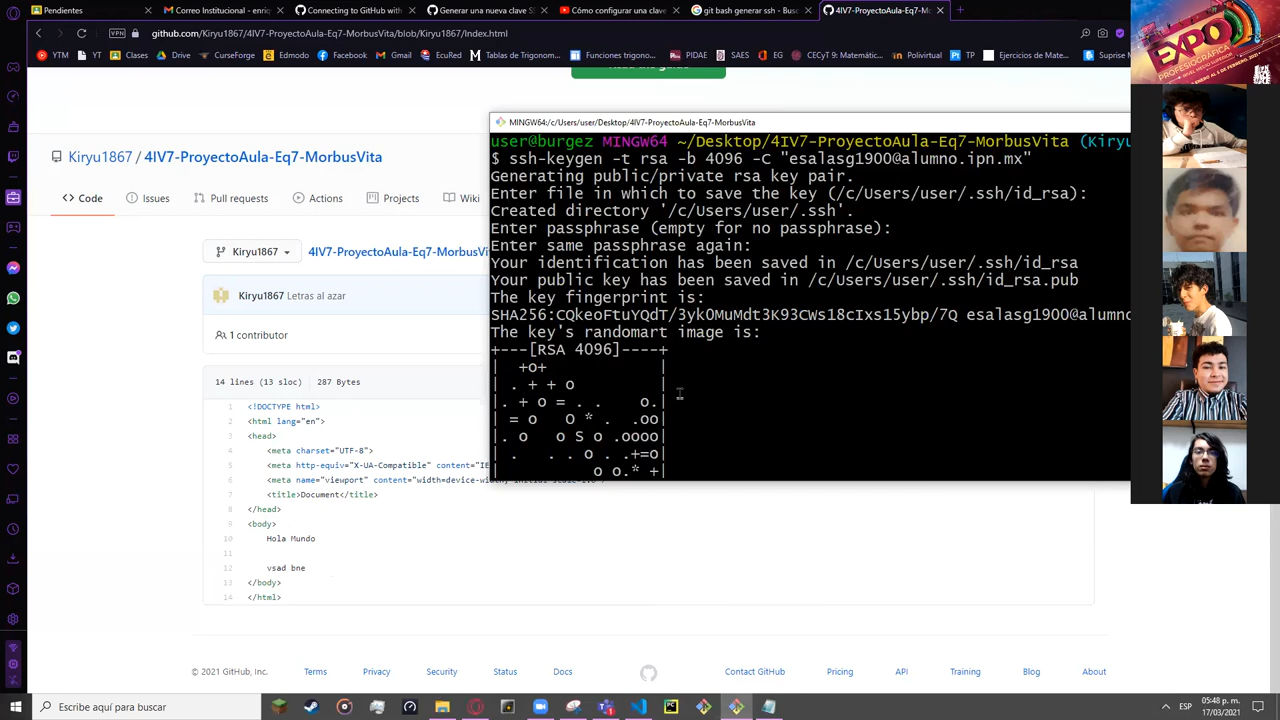 Pendientes
Correo Institucional - enriq
Connecting to GitHub with
Generar una nueva clave S
Cómo configurar una clave
git bash generar ssh - Busc
4IV7-ProyectoAula-Eq7-Mo
VPN
github.com/Kiryu1867/4IV7-ProyectoAula-Eq7-MorbusVita/blob/Kiryu1867/Index.html
YTM
YT
Clases
Drive
CurseForge
Edmodo
Facebook
Gmail
EcuRed
Tablas de Trigonom...
Funciones trigono...
PIDAE
SAES
EG
CECyT 9: Matemátic...
Polivirtual
TP
Ejercicios de Mate...
Suprise M
EXPO
PROFESIOGRÁFICA
NIVEL MEDIO SUPERIOR
Kiryu1867 / 4IV7-ProyectoAula-Eq7-MorbusVita
Code
Issues
Pull requests
Actions
Projects
Wiki
Kiryu1867
4IV7-ProyectoAula-Eq7-MorbusVi
Kiryu1867 Letras al azar
1 contributor
14 lines (13 sloc) 287 Bytes
1 <!DOCTYPE html>
2 <html lang="en">
3 <head>
4 <meta charset="UTF-8">
5 <meta http-equiv="X-UA-Compatible" content="IE
6 <meta name="viewport" content="width=device-width, initial-scale=1.0">
7 <title>Document</title>
8 </head>
9 <body>
10 Hola Mundo
11
12 vsad bne
13 </body>
14 </html>
MINGW64:/c/Users/user/Desktop/4IV7-ProyectoAula-Eq7-MorbusVita
user@burgez MINGW64 ~/Desktop/4IV7-ProyectoAula-Eq7-MorbusVita (Kiryu
$ ssh-keygen -t rsa -b 4096 -C "esalasg1900@alumno.ipn.mx"
Generating public/private rsa key pair.
Enter file in which to save the key (/c/Users/user/.ssh/id_rsa):
Created directory '/c/Users/user/.ssh'.
Enter passphrase (empty for no passphrase):
Enter same passphrase again:
Your identification has been saved in /c/Users/user/.ssh/id_rsa
Your public key has been saved in /c/Users/user/.ssh/id_rsa.pub
The key fingerprint is:
SHA256:CQkeoFtuYQdT/3ykOMuMdt3K93CWs18cIxs15ybp/7Q esalasg1900@alumno
The key's randomart image is:
+---[RSA 4096]----+
|  +o+            |
| . + + o         |
|. + o = . .    o.|
| = o   O * .  .oo|
|. o   o S o .oooo|
| .   . . o . .+=o|
|          o o.* +|
© 2021 GitHub, Inc.
Terms
Privacy
Security
Status
Docs
Contact GitHub
Pricing
API
Training
Blog
About
Escribe aquí para buscar
ESP
05:48 p. m.
17/03/2021